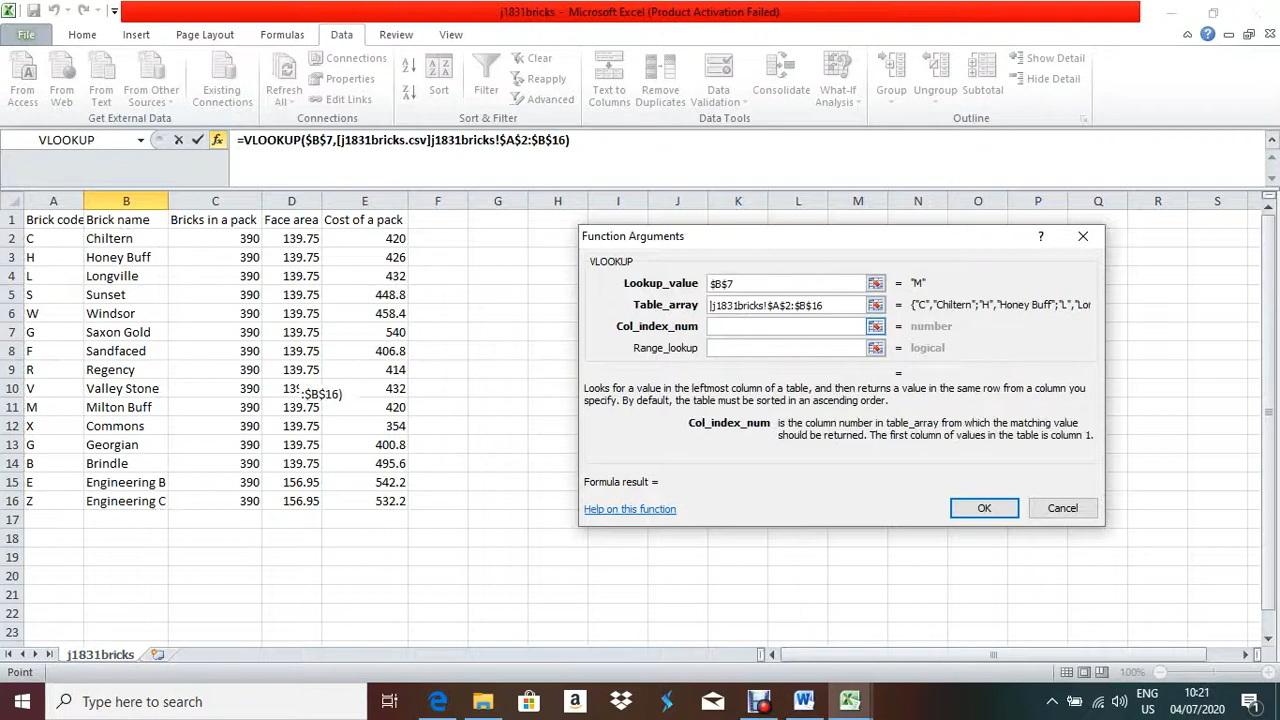 j1831bricks - Microsoft Excel (Product Activation Failed)
File Home Insert Page Layout Formulas Data Review View
From Access
From Web
From Text
From Other Sources
Existing Connections
Get External Data
Refresh All
Connections
Properties
Edit Links
Connections
Sort
Filter
Clear
Reapply
Advanced
Sort & Filter
Text to Columns
Remove Duplicates
Data Validation
Consolidate
What-If Analysis
Data Tools
Group
Ungroup
Subtotal
Show Detail
Hide Detail
Outline
VLOOKUP =VLOOKUP($B$7,[j1831bricks.csv]j1831bricks!$A$2:$B$16)
A B C D E F G H I J K L M N O P Q R S
1 Brick code Brick name Bricks in a pack Face area Cost of a pack
2 C Chiltern 390 139.75 420
3 H Honey Buff 390 139.75 426
4 L Longville 390 139.75 432
5 S Sunset 390 139.75 448.8
6 W Windsor 390 139.75 458.4
7 G Saxon Gold 390 139.75 540
8 F Sandfaced 390 139.75 406.8
9 R Regency 390 139.75 414
10 V Valley Stone 390 432
:$B$16)
11 M Milton Buff 390 139.75 420
12 X Commons 390 139.75 354
13 G Georgian 390 139.75 400.8
14 B Brindle 390 139.75 495.6
15 E Engineering B 390 156.95 542.2
16 Z Engineering C 390 156.95 532.2
17
18
19
20
21
22
23
Function Arguments
VLOOKUP
Lookup_value $B$7 = "M"
Table_array j1831bricks!$A$2:$B$16 = {"C","Chiltern";"H","Honey Buff";"L","Lor
Col_index_num = number
Range_lookup = logical
=
Looks for a value in the leftmost column of a table, and then returns a value in the same row from a column you
specify. By default, the table must be sorted in an ascending order.
Col_index_num is the column number in table_array from which the matching value
should be returned. The first column of values in the table is column 1.
Formula result =
Help on this function
OK
Cancel
j1831bricks
Point 100%
Type here to search
ENG
US
10:21
04/07/2020